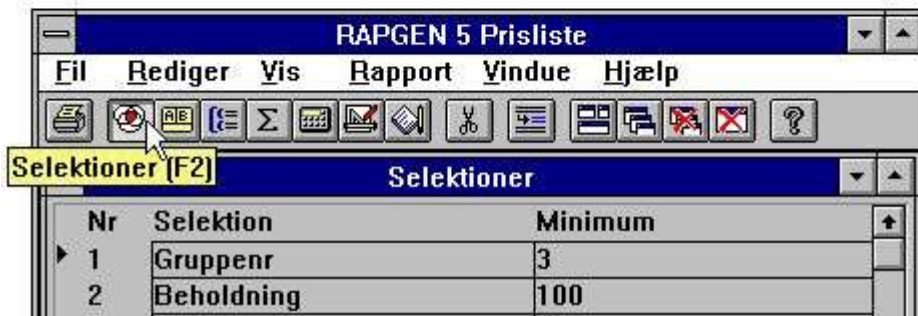 RAPGEN 5 Prisliste
Fil Rediger Vis Rapport Vindue Hjælp
Selektioner (F2)
Selektioner
Nr Selektion Minimum
1 Gruppenr 3
2 Beholdning 100